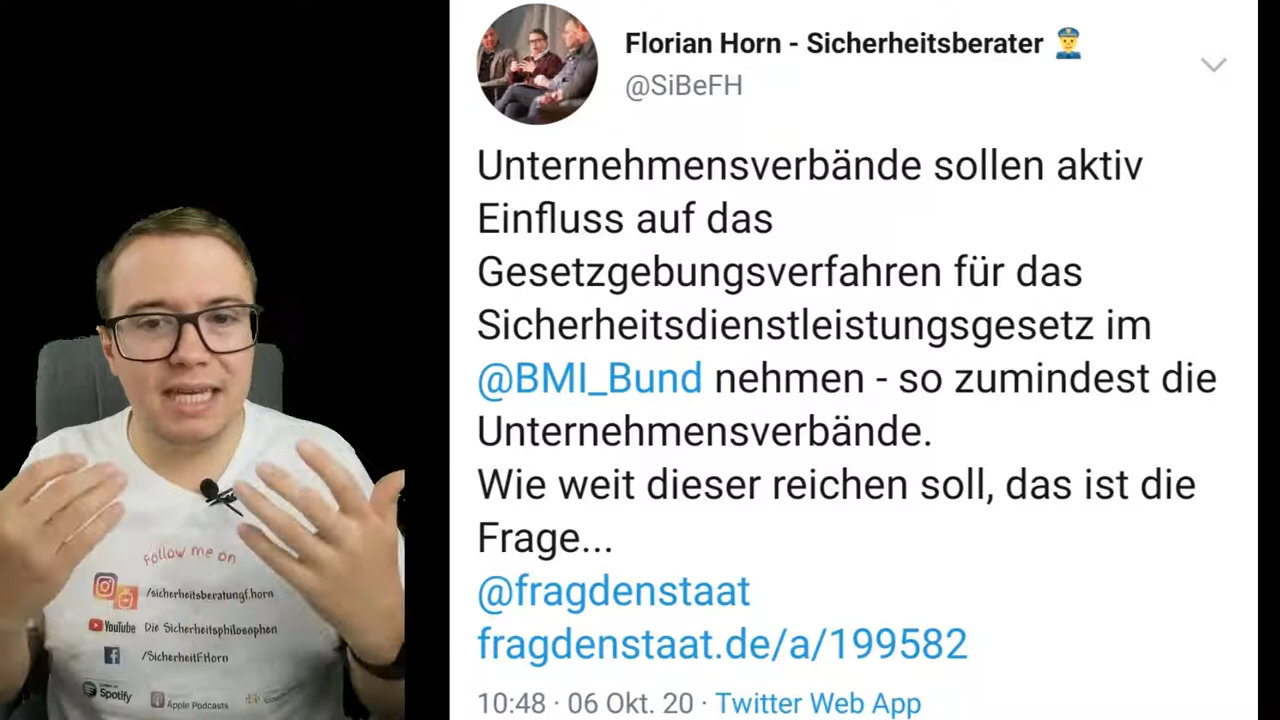 Florian Horn - Sicherheitsberater
@SiBeFH
Unternehmensverbände sollen aktiv
Einfluss auf das
Gesetzgebungsverfahren für das
Sicherheitsdienstleistungsgesetz im
@BMI_Bund nehmen - so zumindest die
Unternehmensverbände.
Wie weit dieser reichen soll, das ist die
Frage...
@fragdenstaat
fragdenstaat.de/a/199582
10:48 · 06 Okt. 20 · Twitter Web App
Follow me on
/sicherheitsberatungf.horn
YouTube Die Sicherheitsphilosophen
/SicherheitFHorn
Spotify
Apple Podcasts